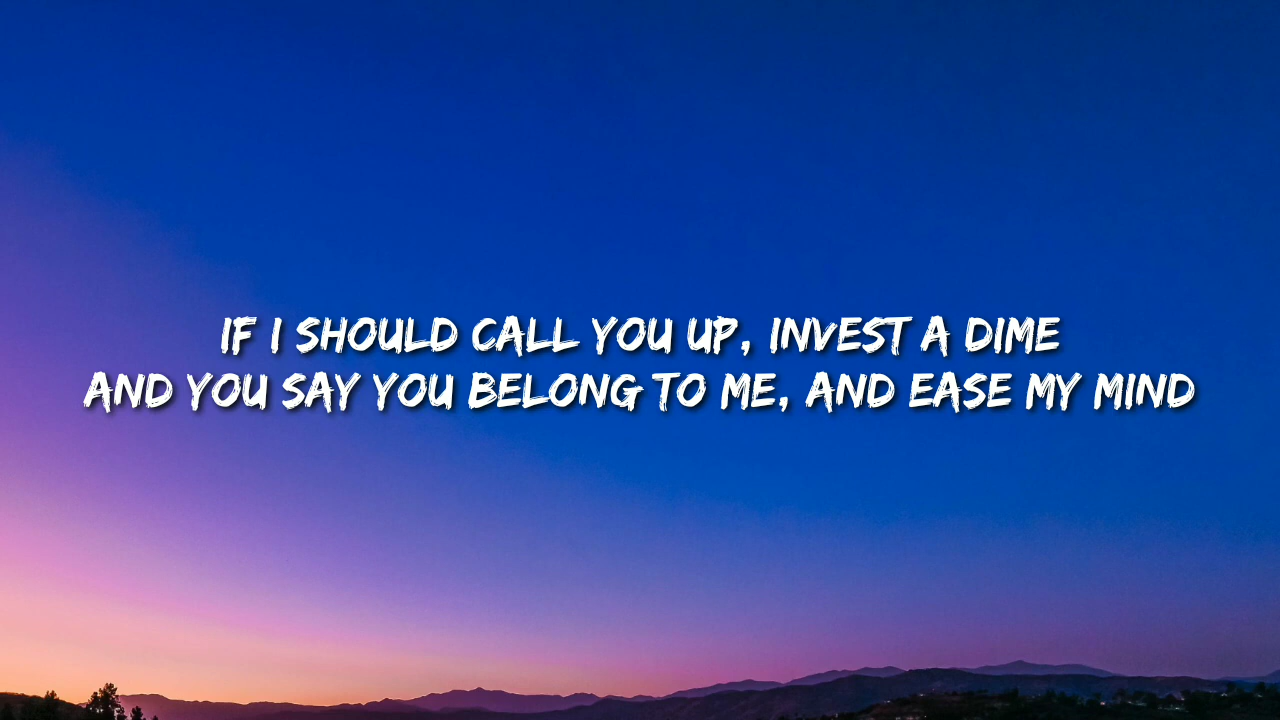 IF I SHOULD CALL YOU UP, INVEST A DIME
AND YOU SAY YOU BELONG TO ME, AND EASE MY MIND